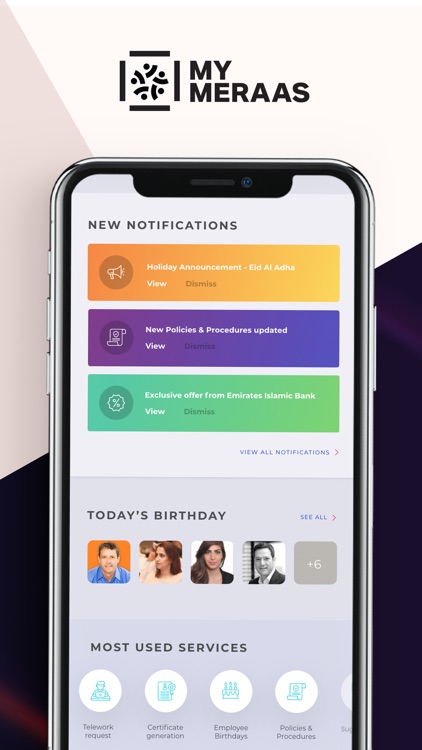 MY
MERAAS
NEW NOTIFICATIONS
Holiday Announcement - Eid Al Adha
View Dismiss
New Policies & Procedures updated
View Dismiss
Exclusive offer from Emirates Islamic Bank
View Dismiss
VIEW ALL NOTIFICATIONS
TODAY'S BIRTHDAY
SEE ALL
+6
MOST USED SERVICES
Telework
request
Certificate
generation
Employee
Birthdays
Policies &
Procedures